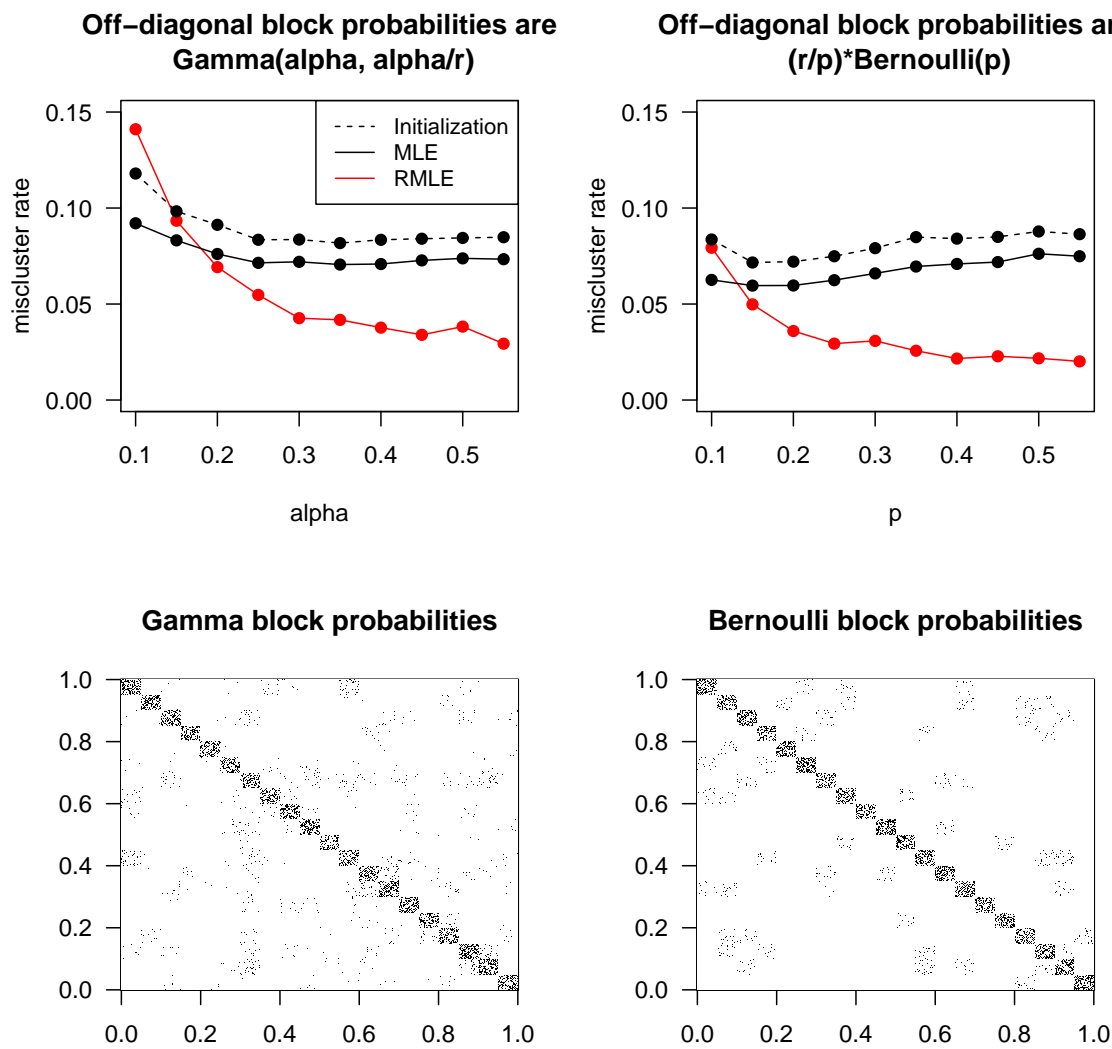 Off−diagonal block probabilities are
Gamma(alpha, alpha/r)
0.15
0.10
0.05
0.00
miscluster rate
Initialization
MLE
RMLE
0.1 0.2 0.3 0.4 0.5
alpha
Off−diagonal block probabilities ar
(r/p)*Bernoulli(p)
0.15
0.10
0.05
0.00
miscluster rate
0.1 0.2 0.3 0.4 0.5
p
Gamma block probabilities
1.0
0.8
0.6
0.4
0.2
0.0
0.0 0.2 0.4 0.6 0.8 1.0
Bernoulli block probabilities
1.0
0.8
0.6
0.4
0.2
0.0
0.0 0.2 0.4 0.6 0.8 1.0